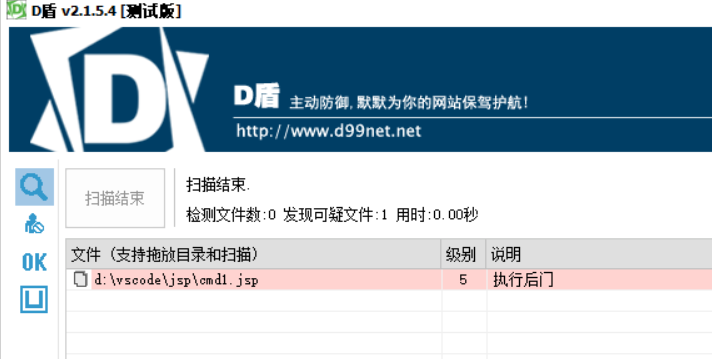 D盾 v2.1.5.4 [测试版]
D
D盾 主动防御,默默为你的网站保驾护航!
http://www.d99net.net
扫描结束
扫描结束.
检测文件数:0 发现可疑文件:1 用时:0.00秒
OK
文件 (支持拖放目录和扫描) 级别 说明
d:\vscode\jsp\cmd1.jsp 5 执行后门